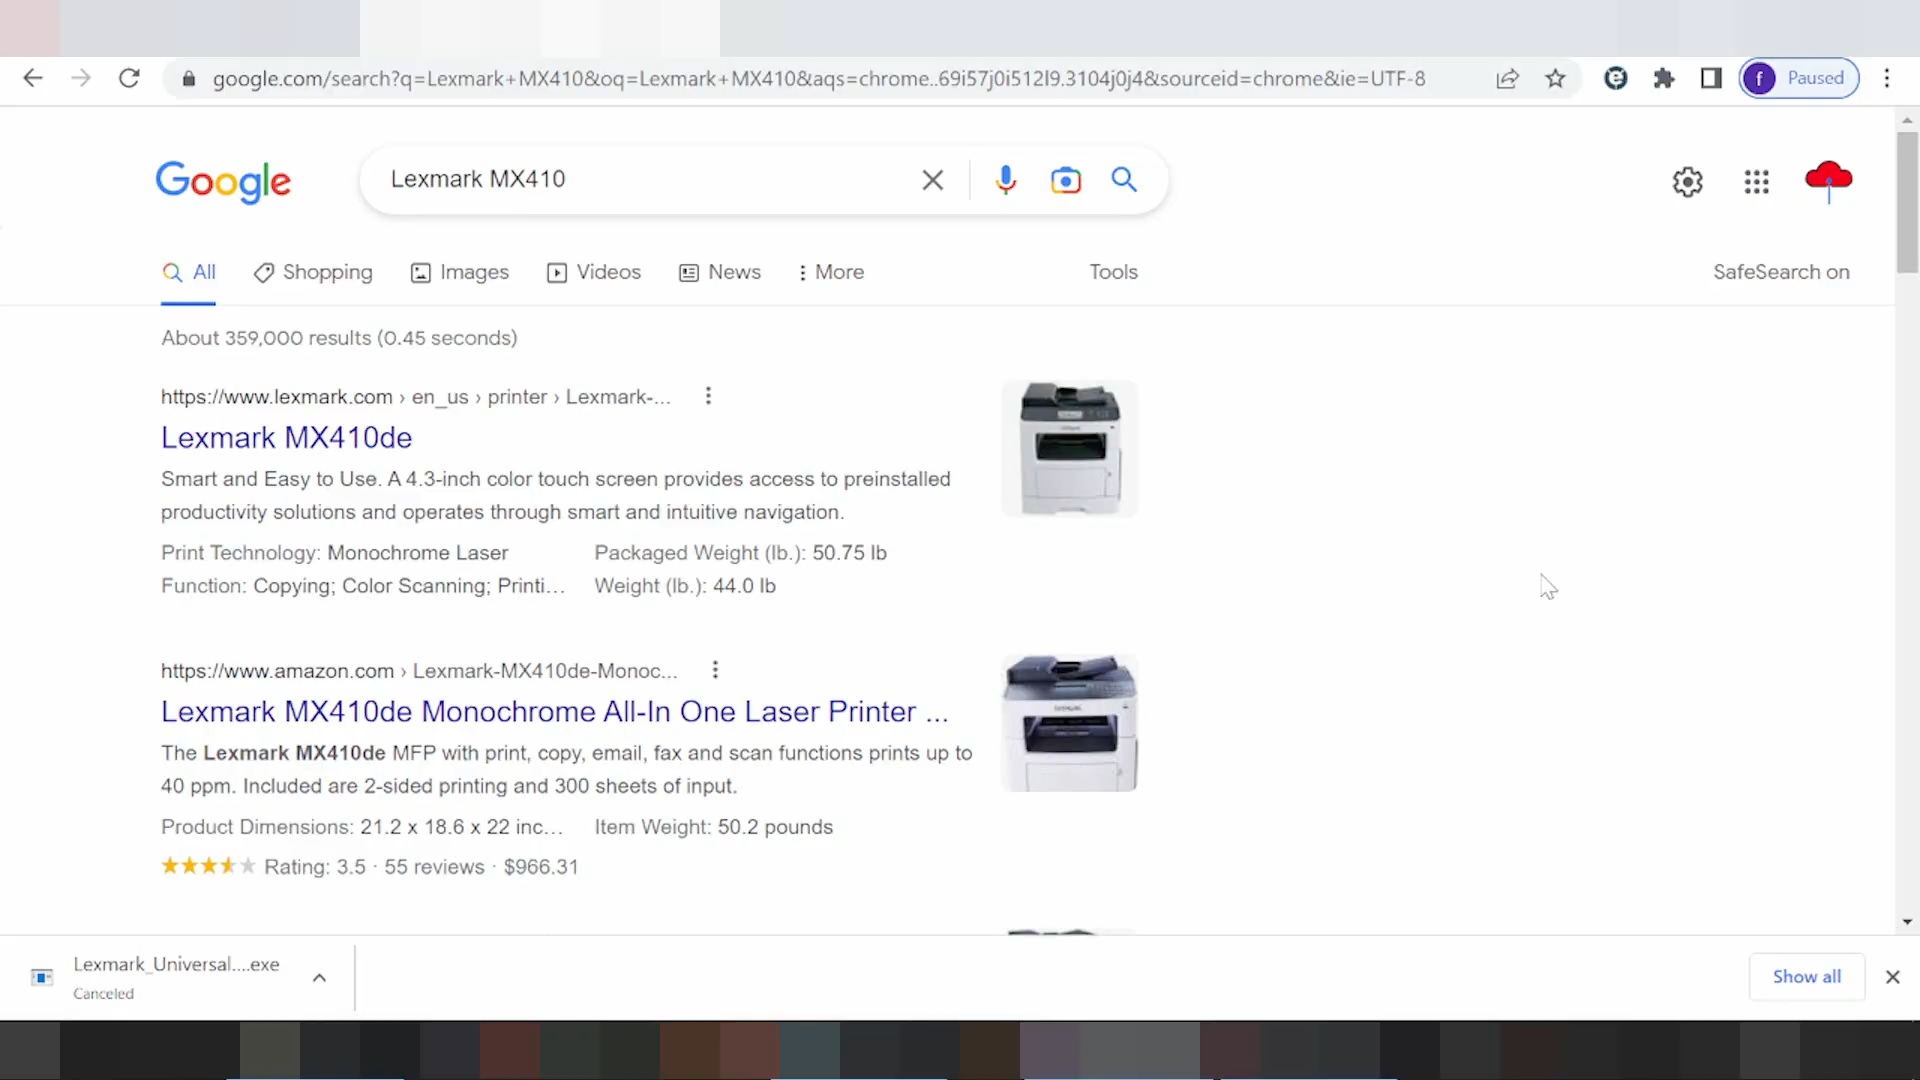 google.com/search?q=Lexmark+MX410&oq=Lexmark+MX410&aqs=chrome..69i57j0i512l9.3104j0j4&sourceid=chrome&ie=UTF-8
f Paused
Google
Lexmark MX410
All Shopping Images Videos News More Tools SafeSearch on
About 359,000 results (0.45 seconds)
https://www.lexmark.com › en_us › printer › Lexmark-...
Lexmark MX410de
Smart and Easy to Use. A 4.3-inch color touch screen provides access to preinstalled
productivity solutions and operates through smart and intuitive navigation.
Print Technology: Monochrome Laser Packaged Weight (lb.): 50.75 lb
Function: Copying; Color Scanning; Printi... Weight (lb.): 44.0 lb
https://www.amazon.com › Lexmark-MX410de-Monoc...
Lexmark MX410de Monochrome All-In One Laser Printer ...
The Lexmark MX410de MFP with print, copy, email, fax and scan functions prints up to
40 ppm. Included are 2-sided printing and 300 sheets of input.
Product Dimensions: 21.2 x 18.6 x 22 inc... Item Weight: 50.2 pounds
Rating: 3.5 · 55 reviews · $966.31
Lexmark_Universal....exe
Canceled
Show all